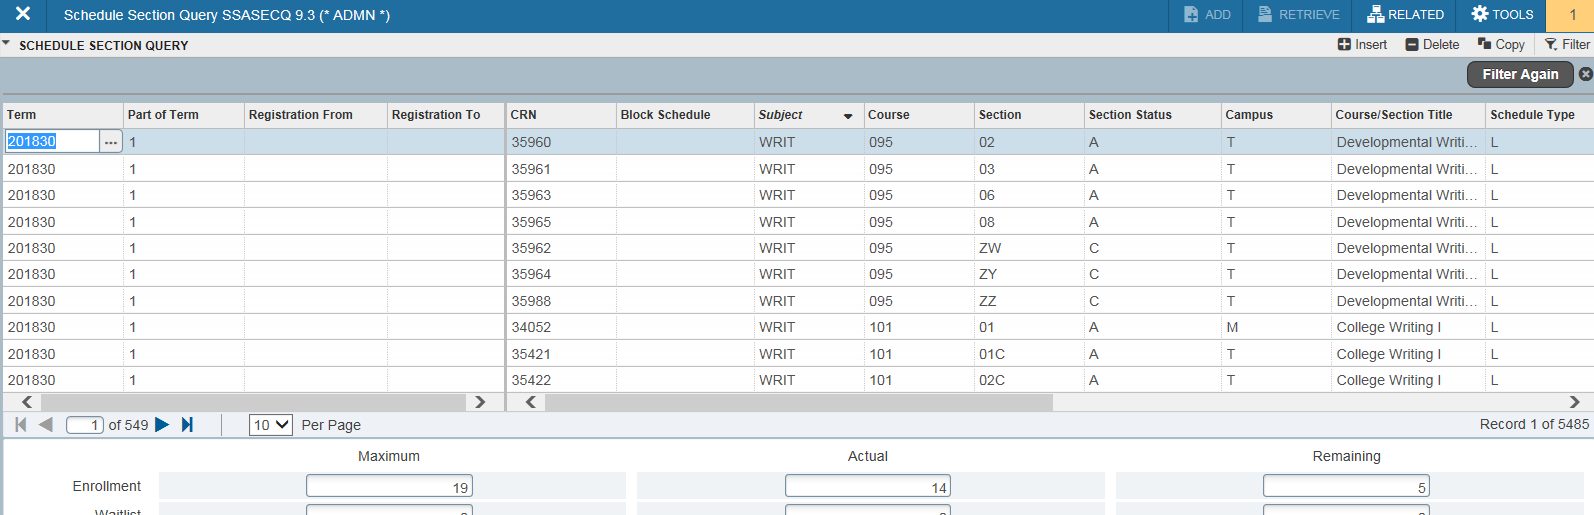 Schedule Section Query SSASECQ 9.3 (* ADMN *) ADD RETRIEVE RELATED TOOLS 1
SCHEDULE SECTION QUERY Insert Delete Copy Filter
Filter Again
Term Part of Term Registration From Registration To CRN Block Schedule Subject Course Section Section Status Campus Course/Section Title Schedule Type
201830 ... 1 35960 WRIT 095 02 A T Developmental Writi... L
201830 1 35961 WRIT 095 03 A T Developmental Writi... L
201830 1 35963 WRIT 095 06 A T Developmental Writi... L
201830 1 35965 WRIT 095 08 A T Developmental Writi... L
201830 1 35962 WRIT 095 ZW C T Developmental Writi... L
201830 1 35964 WRIT 095 ZY C T Developmental Writi... L
201830 1 35988 WRIT 095 ZZ C T Developmental Writi... L
201830 1 34052 WRIT 101 01 A M College Writing I L
201830 1 35421 WRIT 101 01C A T College Writing I L
201830 1 35422 WRIT 101 02C A T College Writing I L
1 of 549 10 Per Page Record 1 of 5485
Maximum Actual Remaining
Enrollment 19 14 5
Waitlist